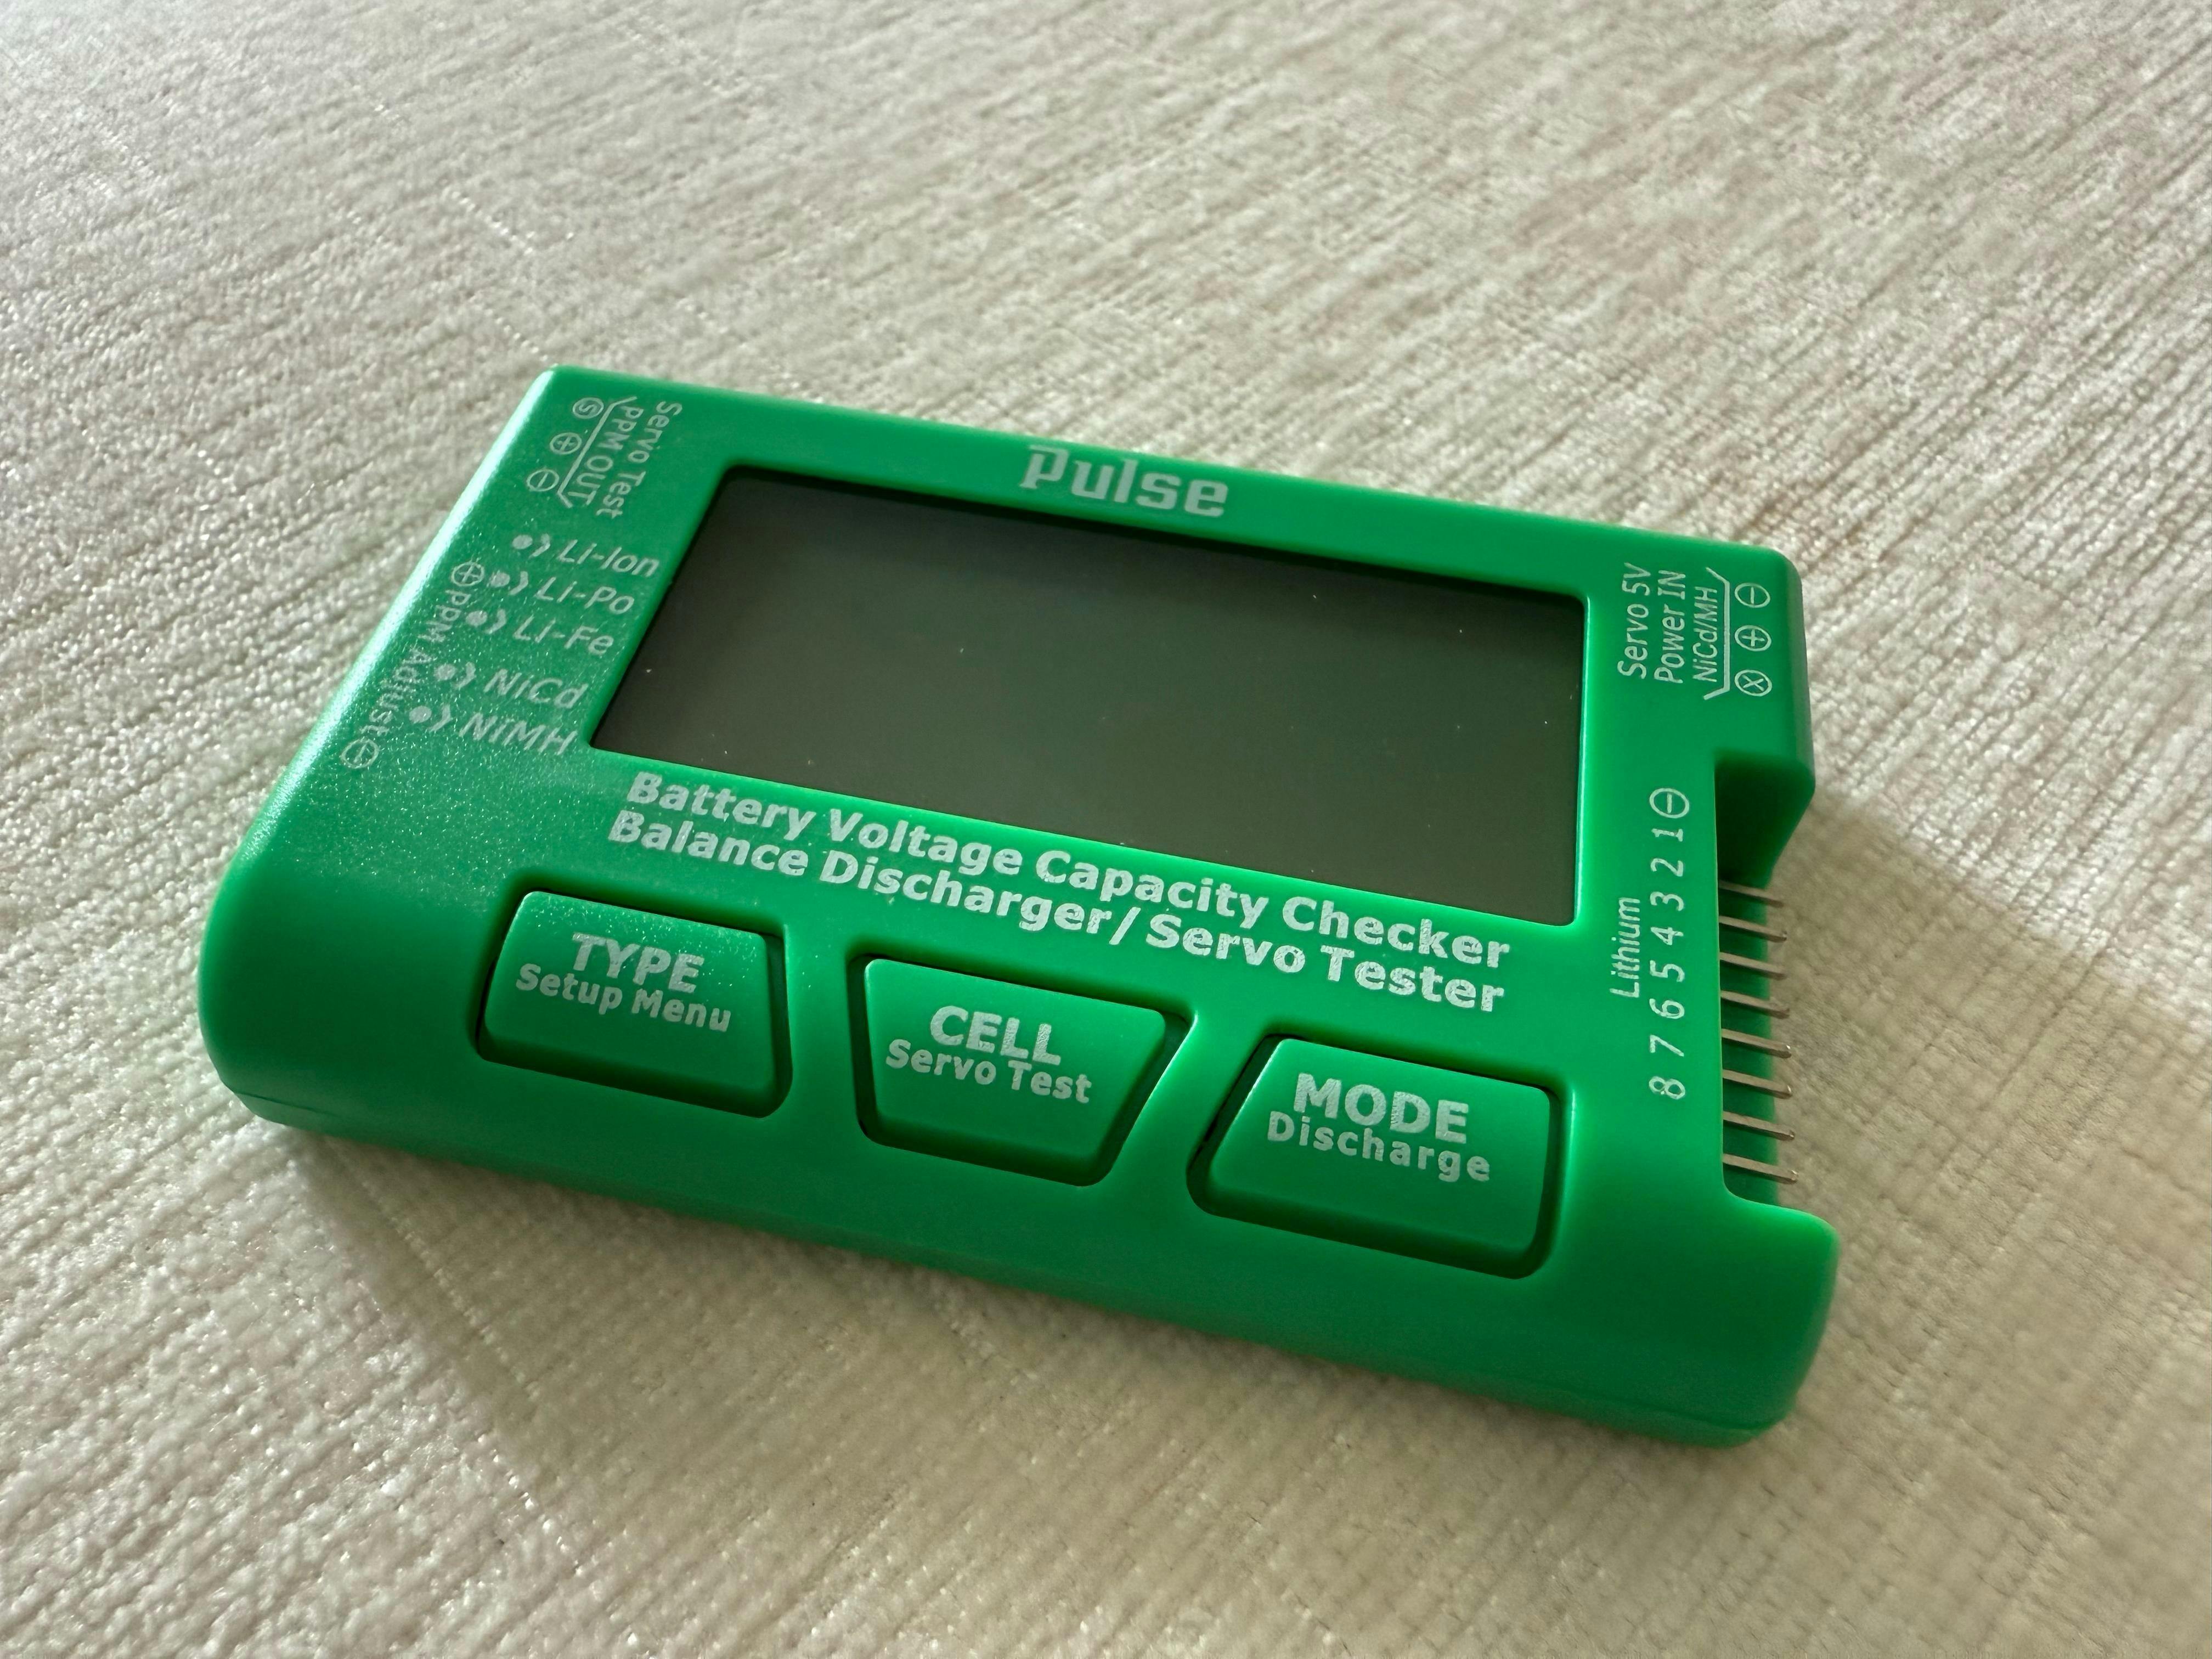 Pulse
Servo Test
PPM OUT
S + −
Li-Ion
Li-Po
Li-Fe
NiCd
NiMH
+ PPM Adjust −
Servo 5V
Power IN
NiCd/MH
− + X
Battery Voltage Capacity Checker
Balance Discharger/Servo Tester
Lithium
8 7 6 5 4 3 2 1 −
TYPE
Setup Menu
CELL
Servo Test
MODE
Discharge